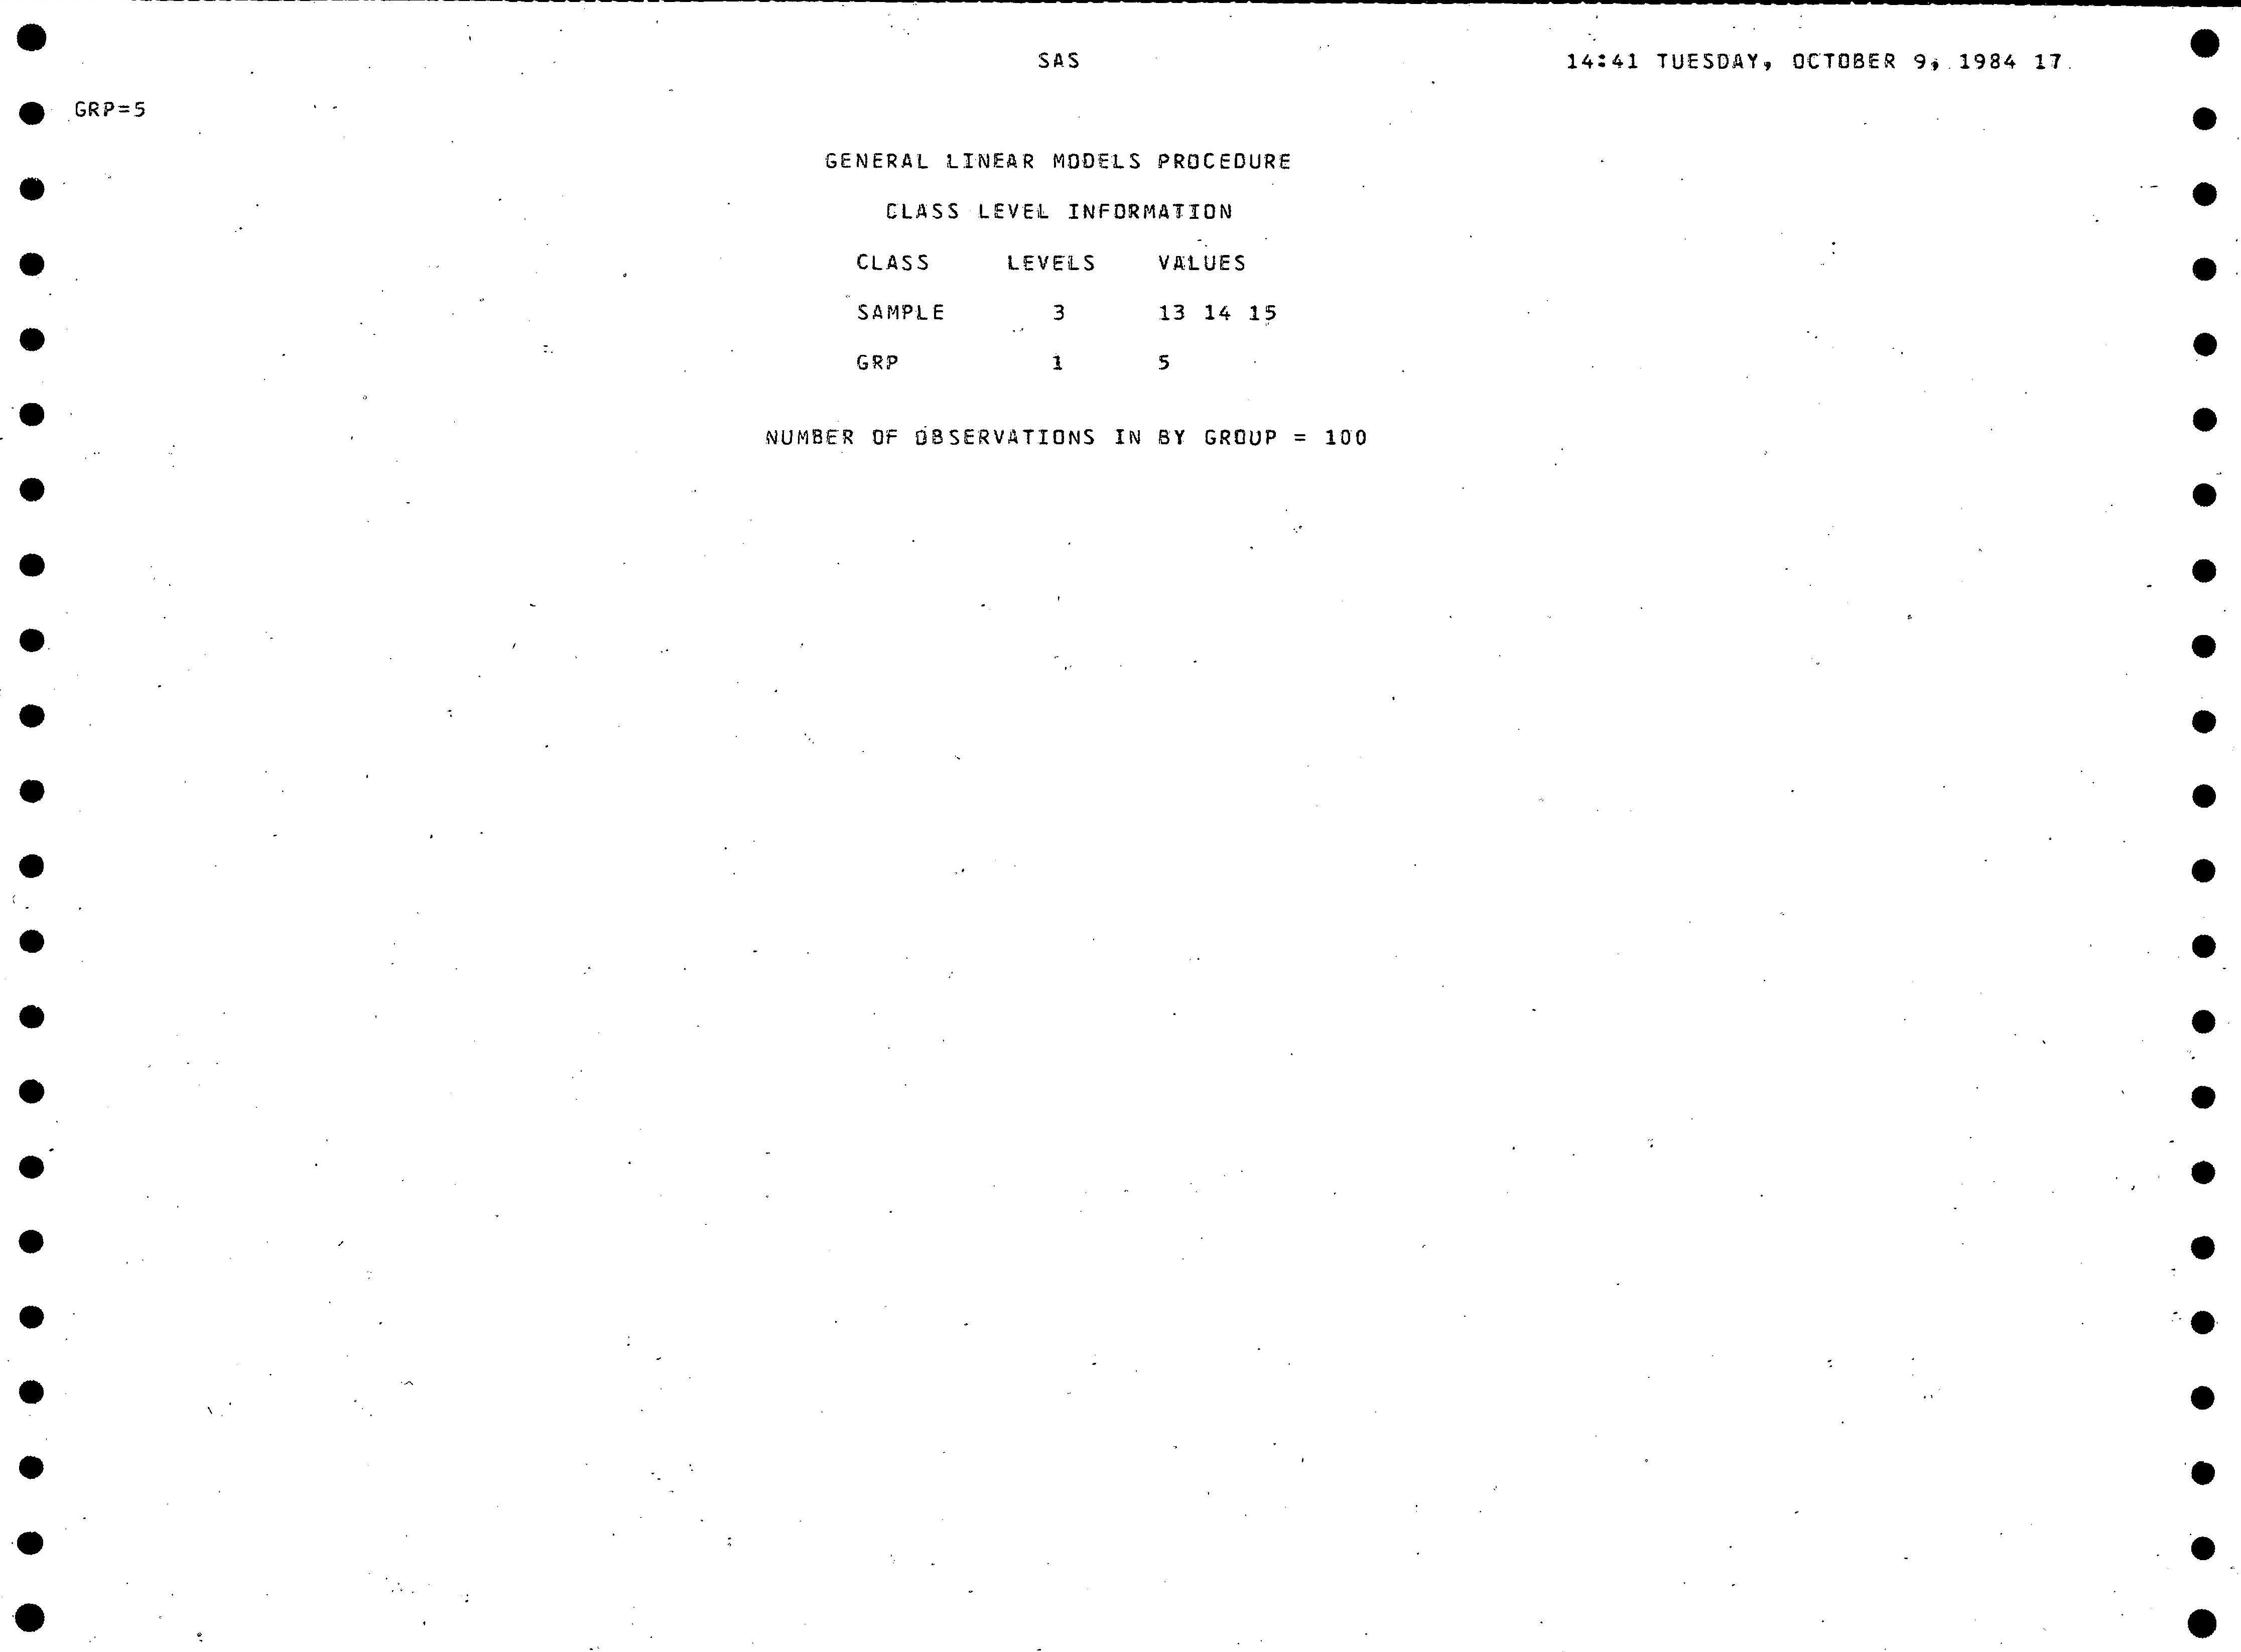 SAS 14:41 TUESDAY, OCTOBER 9, 1984 17
GRP=5
GENERAL LINEAR MODELS PROCEDURE
CLASS LEVEL INFORMATION
CLASS LEVELS VALUES
SAMPLE 3 13 14 15
GRP 1 5
NUMBER OF OBSERVATIONS IN BY GROUP = 100